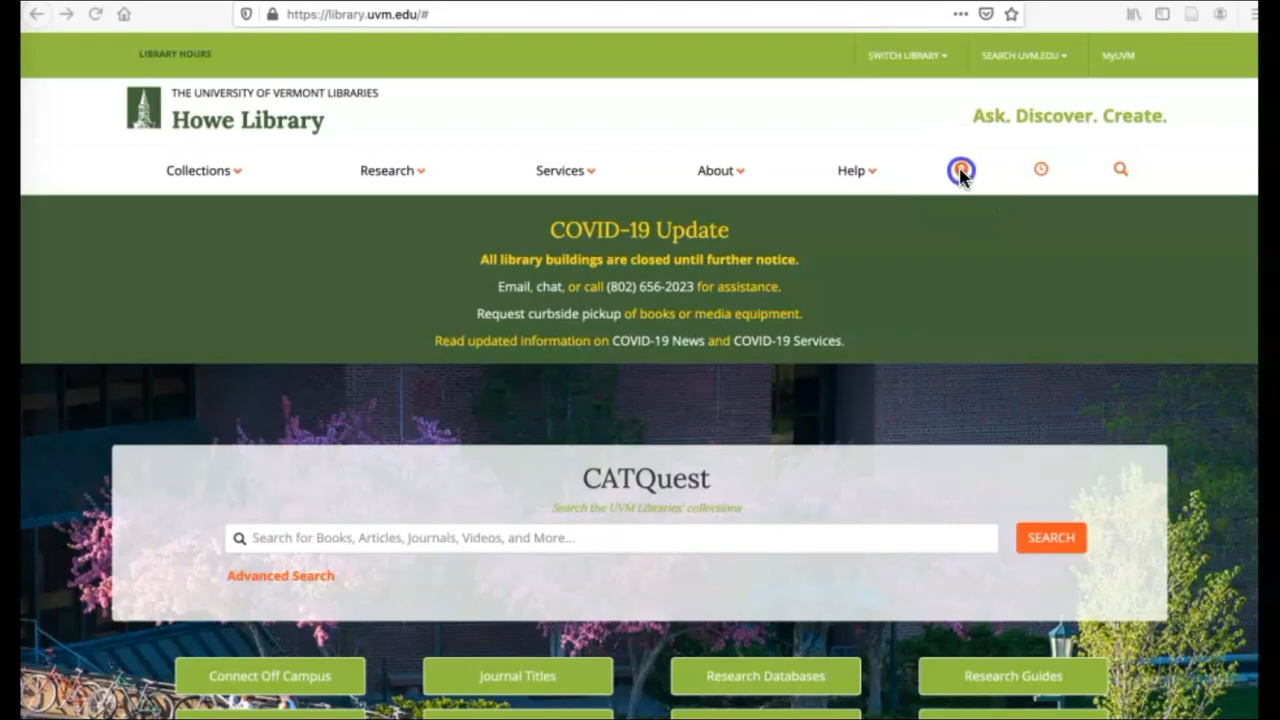 https://library.uvm.edu/#
LIBRARY HOURS
SWITCH LIBRARY
SEARCH UVM.EDU
MyUVM
THE UNIVERSITY OF VERMONT LIBRARIES
Howe Library
Ask. Discover. Create.
Collections
Research
Services
About
Help
COVID-19 Update
All library buildings are closed until further notice.
Email, chat, or call (802) 656-2023 for assistance.
Request curbside pickup of books or media equipment.
Read updated information on COVID-19 News and COVID-19 Services.
CATQuest
Search the UVM Libraries' collections
Search for Books, Articles, Journals, Videos, and More...
SEARCH
Advanced Search
Connect Off Campus
Journal Titles
Research Databases
Research Guides